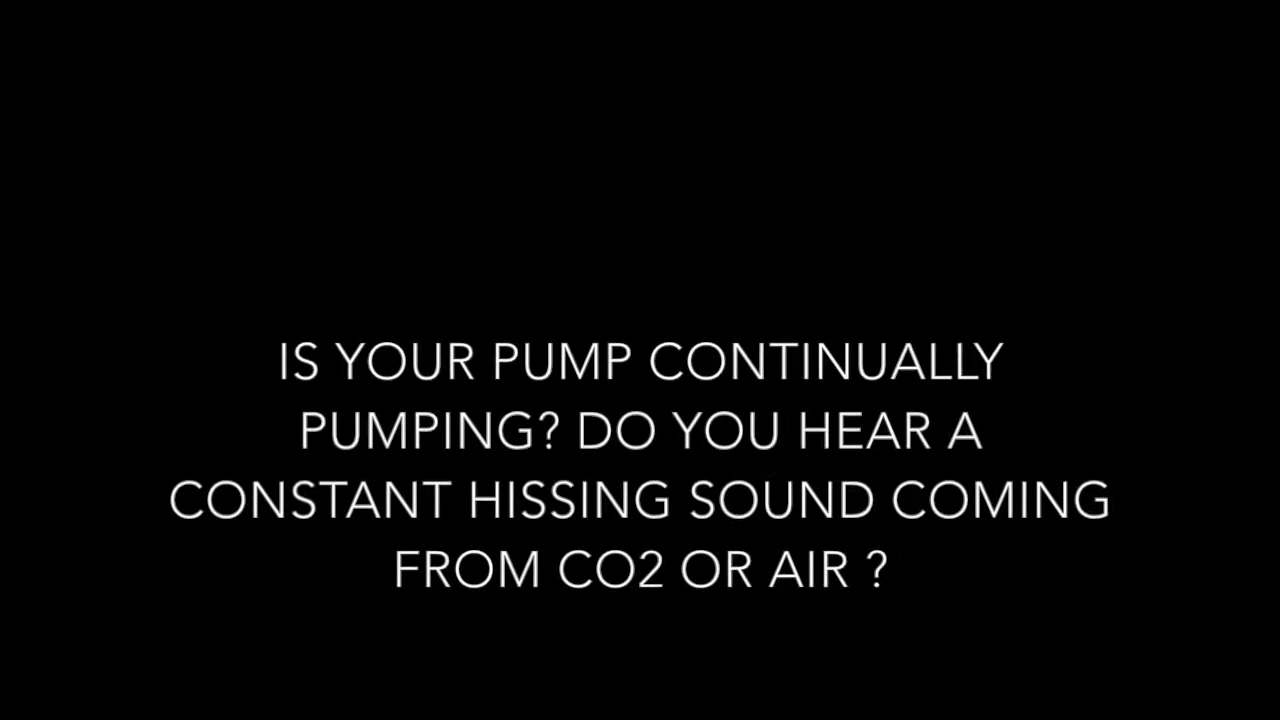 IS YOUR PUMP CONTINUALLY
PUMPING? DO YOU HEAR A
CONSTANT HISSING SOUND COMING
FROM CO2 OR AIR ?